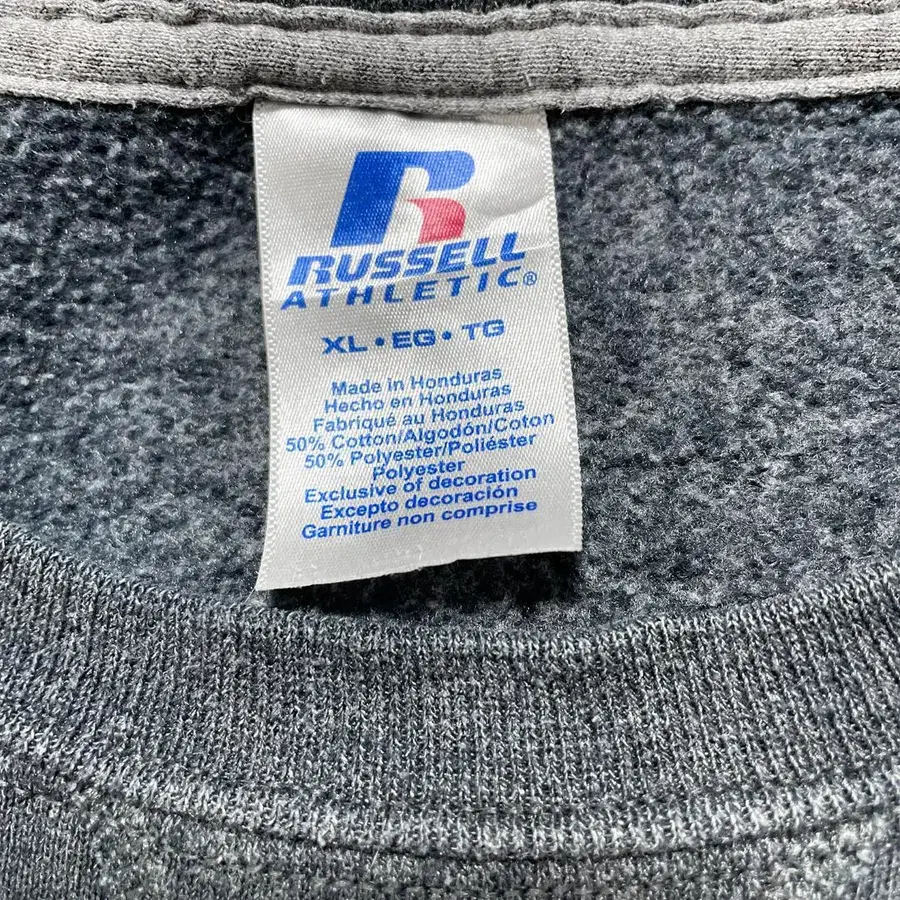 R
RUSSELL
ATHLETIC®
XL • EG • TG
Made in Honduras
Hecho en Honduras
Fabriqué au Honduras
50% Cotton/Algodón/Coton
50% Polyester/Poliéster
Polyester
Exclusive of decoration
Excepto decoración
Garniture non comprise